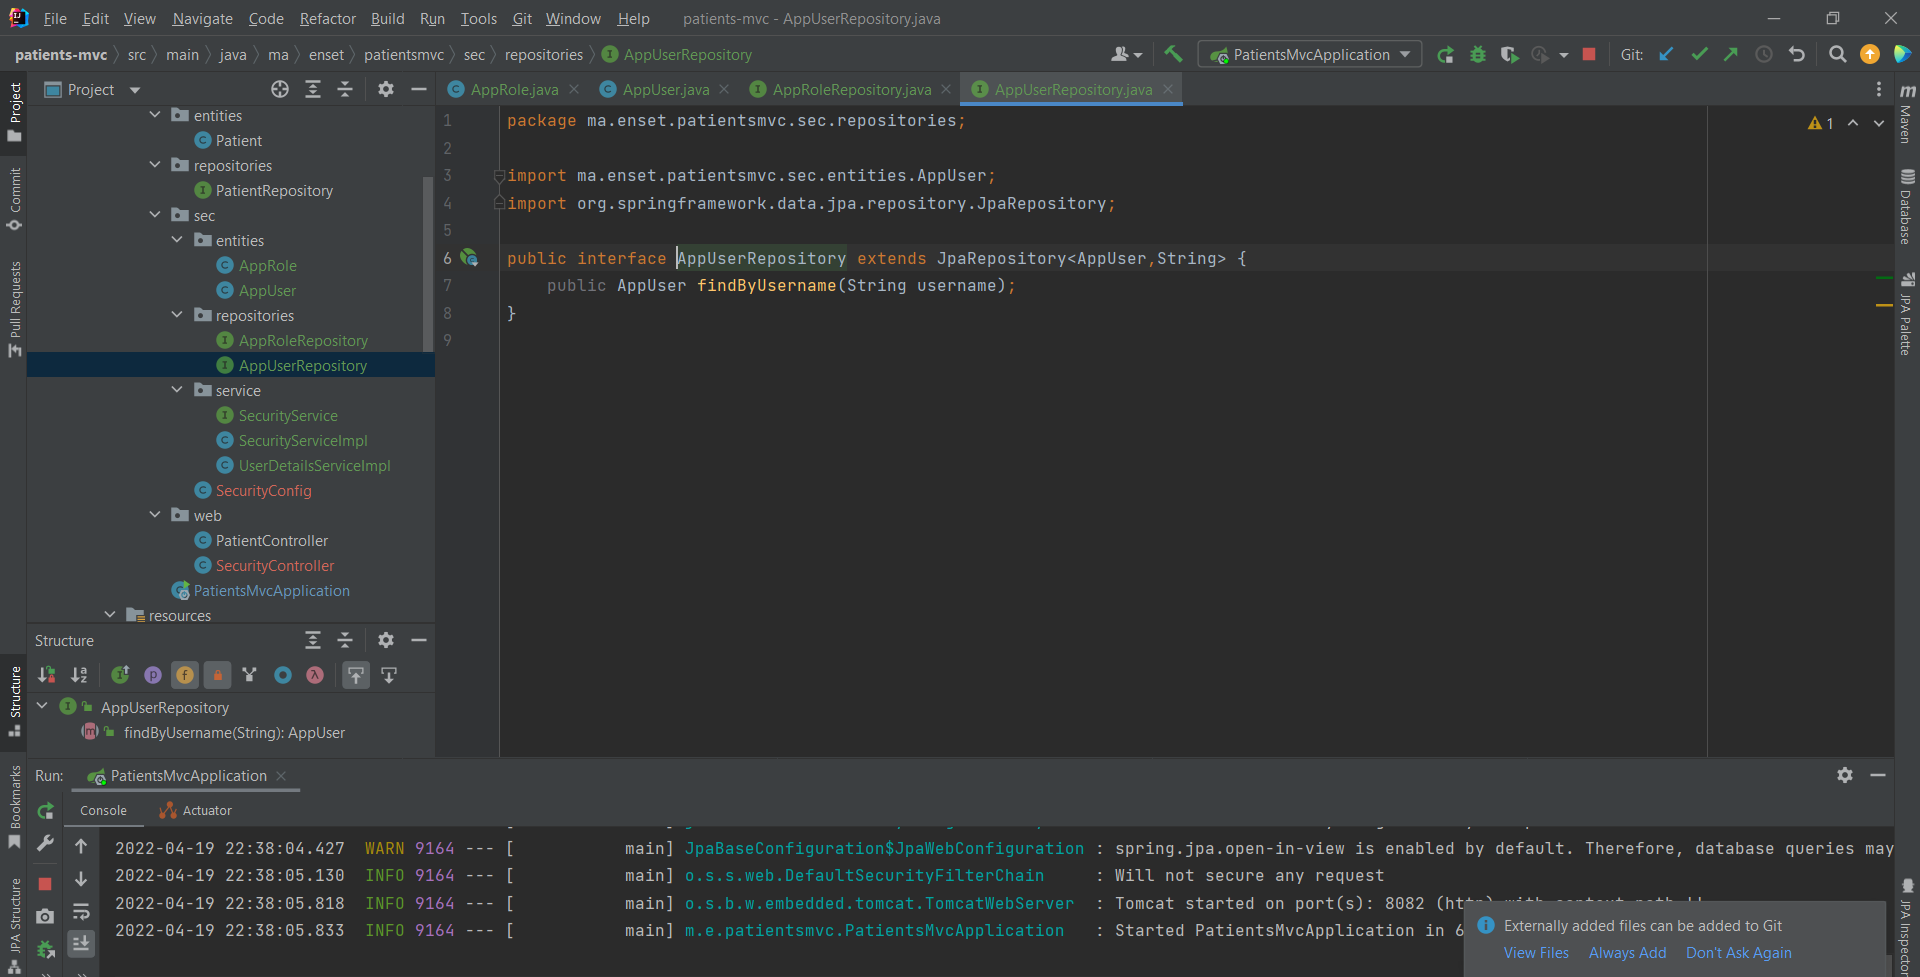 File Edit View Navigate Code Refactor Build Run Tools Git Window Help patients-mvc - AppUserRepository.java
patients-mvc src main java ma enset patientsmvc sec repositories AppUserRepository PatientsMvcApplication Git:
Project
AppRole.java AppUser.java AppRoleRepository.java AppUserRepository.java
entities
Patient
repositories
PatientRepository
sec
entities
AppRole
AppUser
repositories
AppRoleRepository
AppUserRepository
service
SecurityService
SecurityServiceImpl
UserDetailsServiceImpl
SecurityConfig
web
PatientController
SecurityController
PatientsMvcApplication
resources
1 package ma.enset.patientsmvc.sec.repositories;
2
3 import ma.enset.patientsmvc.sec.entities.AppUser;
4 import org.springframework.data.jpa.repository.JpaRepository;
5
6 public interface AppUserRepository extends JpaRepository<AppUser,String> {
7 public AppUser findByUsername(String username);
8 }
9
1
Structure
AppUserRepository
findByUsername(String): AppUser
Project
Commit
Pull Requests
Structure
Bookmarks
JPA Structure
Maven
Database
JPA Palette
JPA Inspector
Run: PatientsMvcApplication
Console Actuator
2022-04-19 22:38:04.427 WARN 9164 --- [ main] JpaBaseConfiguration$JpaWebConfiguration : spring.jpa.open-in-view is enabled by default. Therefore, database queries may
2022-04-19 22:38:05.130 INFO 9164 --- [ main] o.s.s.web.DefaultSecurityFilterChain : Will not secure any request
2022-04-19 22:38:05.818 INFO 9164 --- [ main] o.s.b.w.embedded.tomcat.TomcatWebServer : Tomcat started on port(s): 8082 (http) with context path ''
2022-04-19 22:38:05.833 INFO 9164 --- [ main] m.e.patientsmvc.PatientsMvcApplication : Started PatientsMvcApplication in 6
Externally added files can be added to Git
View Files Always Add Don't Ask Again